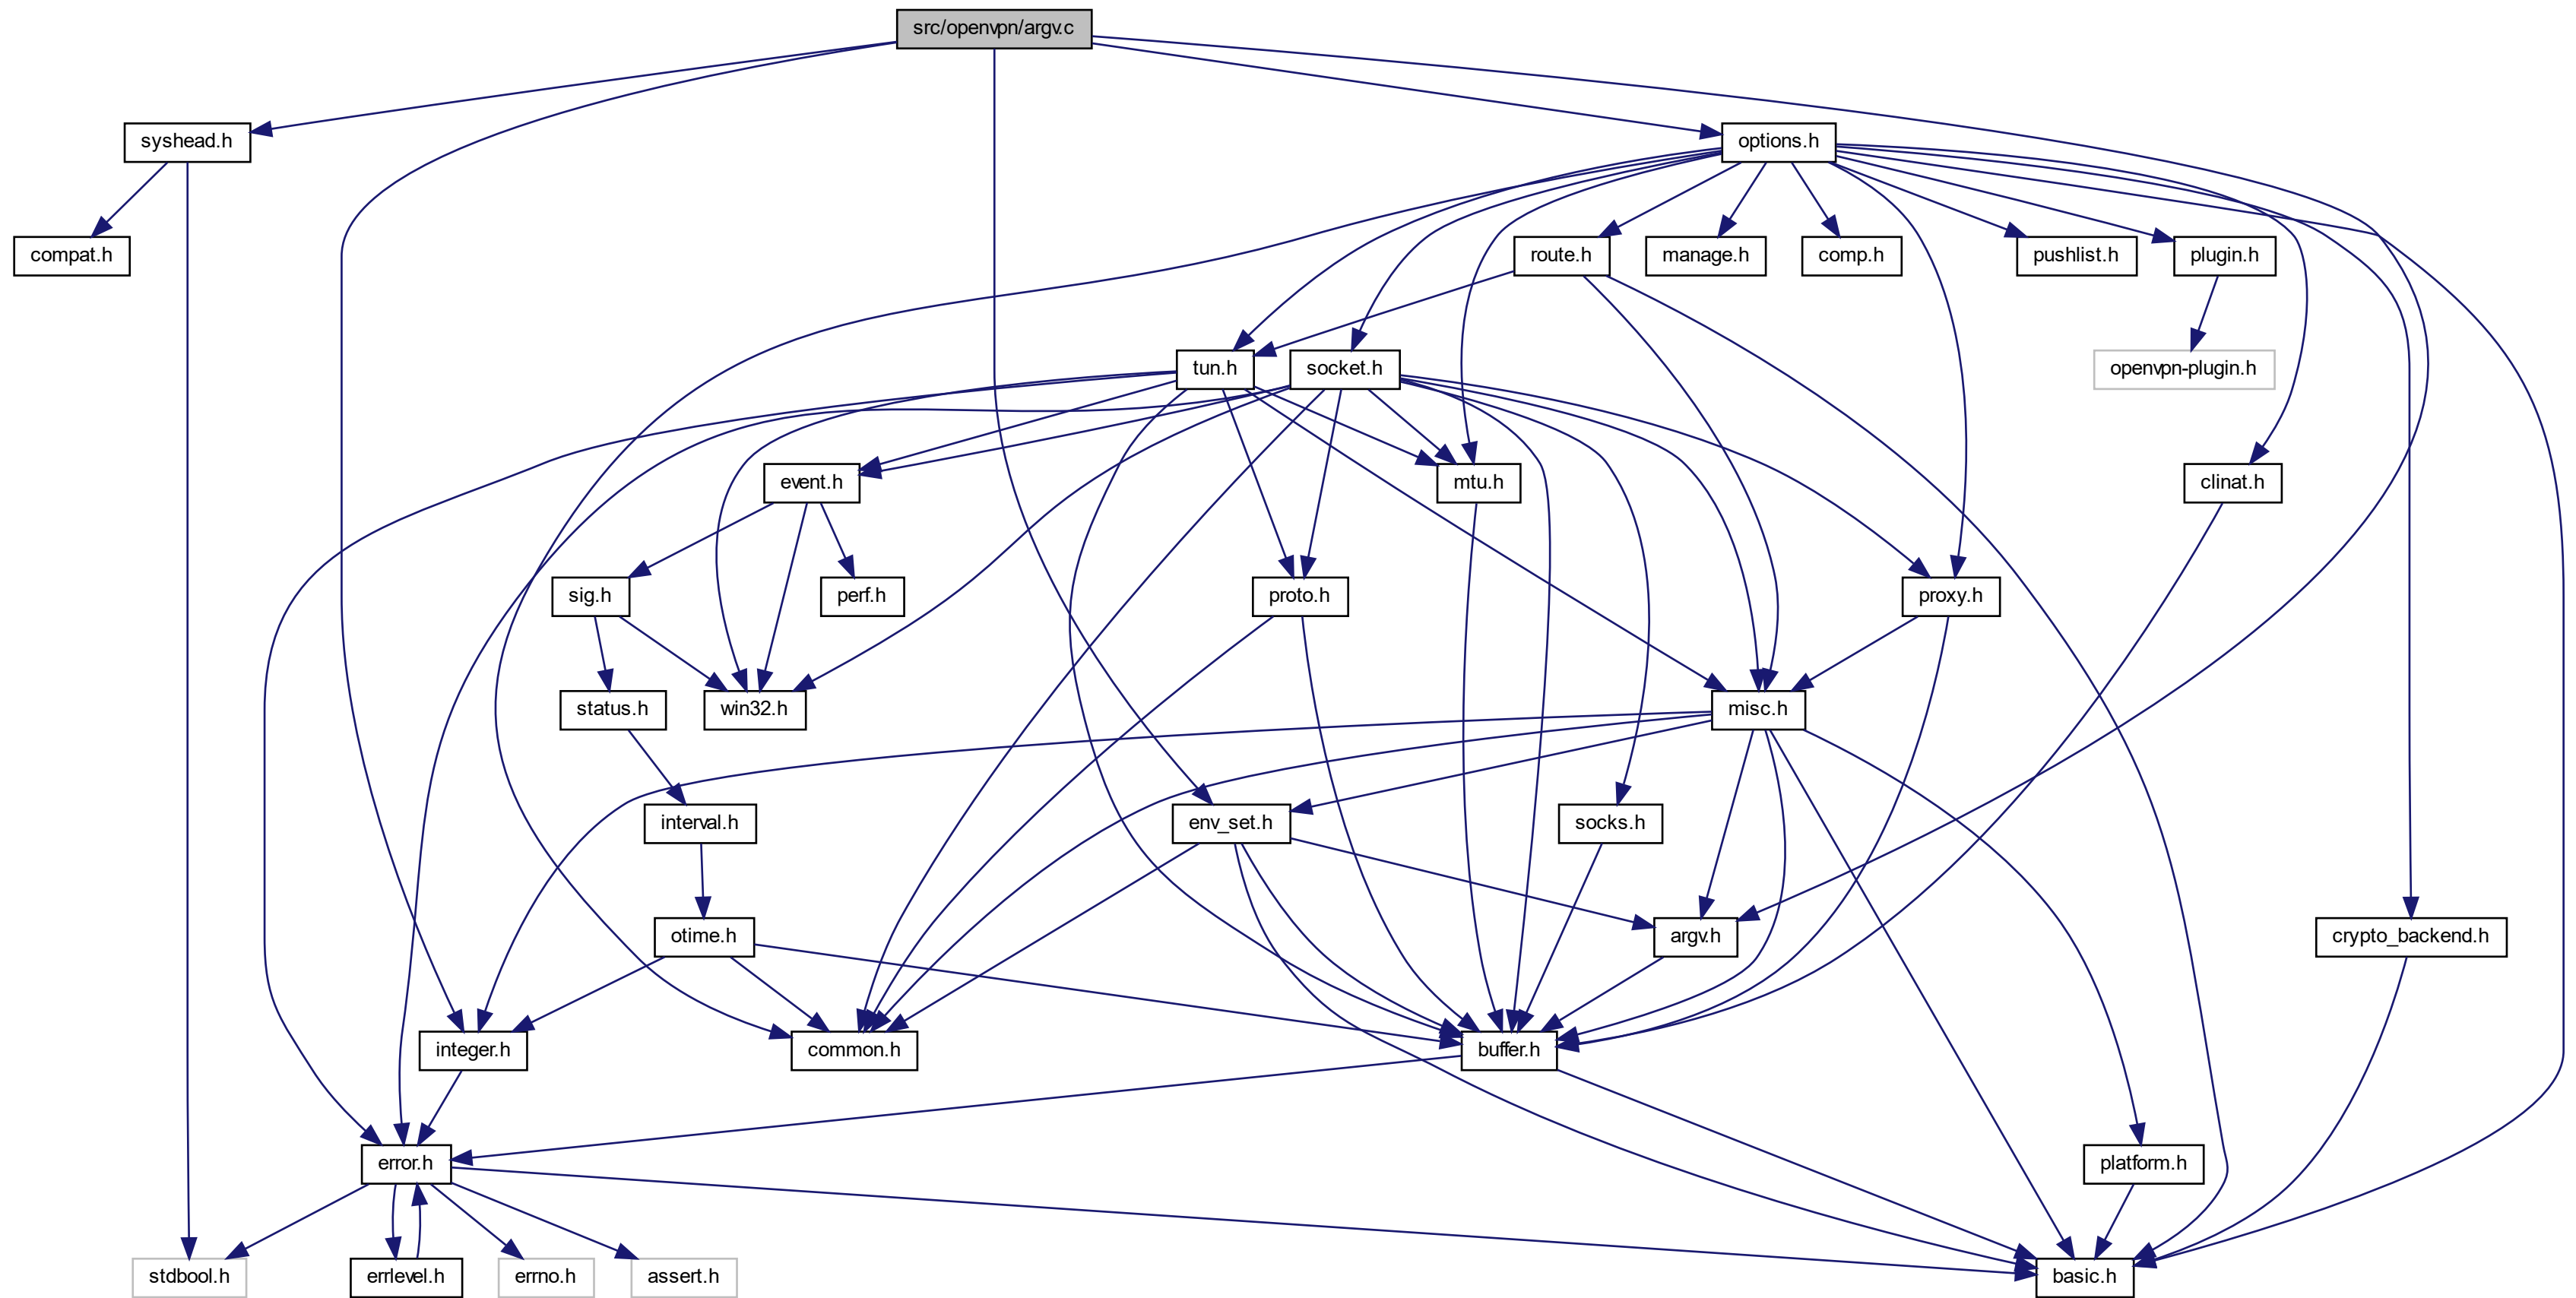 src/openvpn/argv.c
syshead.h
options.h
compat.h
route.h
manage.h
comp.h
pushlist.h
plugin.h
tun.h
socket.h
openvpn-plugin.h
event.h
mtu.h
clinat.h
sig.h
perf.h
proto.h
proxy.h
status.h
win32.h
misc.h
interval.h
env_set.h
socks.h
otime.h
argv.h
crypto_backend.h
integer.h
common.h
buffer.h
error.h
platform.h
stdbool.h
errlevel.h
errno.h
assert.h
basic.h